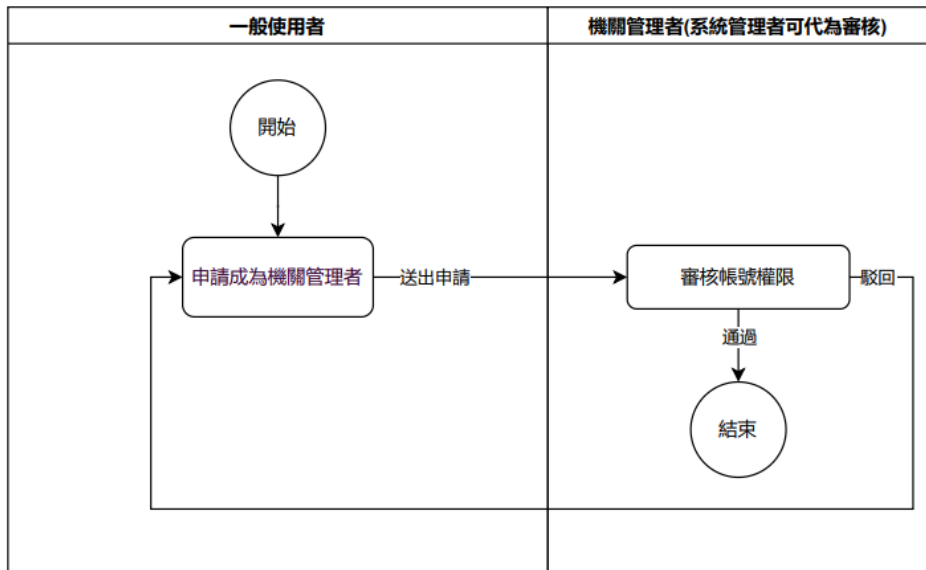 一般使用者
機關管理者(系統管理者可代為審核)
開始
申請成為機關管理者
送出申請
審核帳號權限
駁回
通過
結束